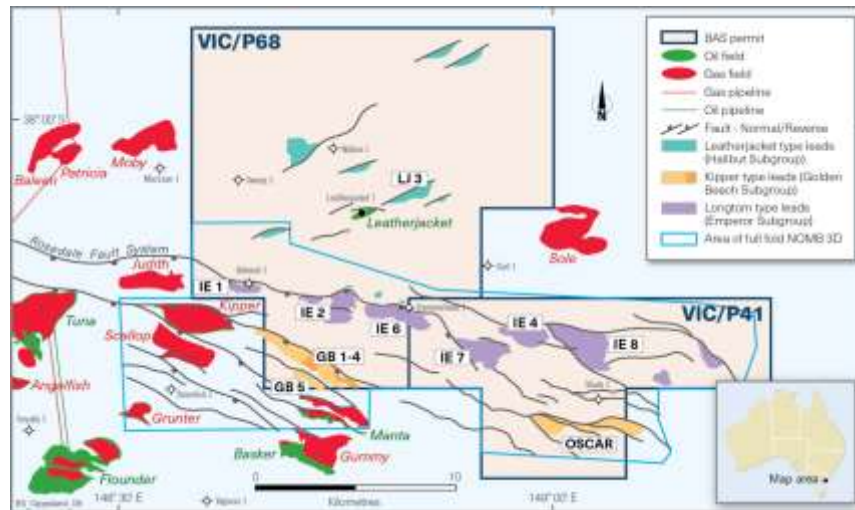 VIC/P68
BAS permit
Oil field
Gas field
Gas pipeline
Oil pipeline
Fault - Normal/Reverse
Leatherjacket type leads
(Halibut Subgroup)
Kipper type leads (Golden
Beach Subgroup)
Longtom type leads
(Emperor Subgroup)
Area of full fold NOMB 3D
38°00'S
N
Moby
Patricia
Baleen
LJ 3
Leatherjacket
Sole
Rosedale Fault System
Judith
IE 1
Kipper
IE 2
IE 6
VIC/P41
IE 4
IE 7
IE 8
Tuna
Scallop
GB 1-4
GB 5
Angelfish
Grunter
Manta
Basker
Gummy
OSCAR
Flounder
0
10
Kilometres
148°30'E
Map area